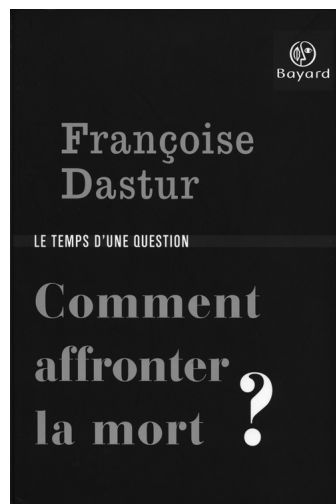 Bayard
Françoise
Dastur
LE TEMPS D'UNE QUESTION
Comment
affronter
la mort ?